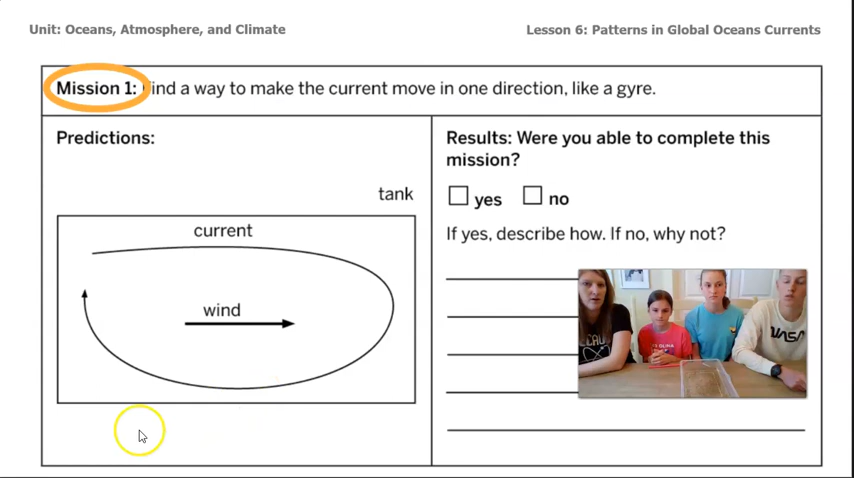 Unit: Oceans, Atmosphere, and Climate
Lesson 6: Patterns in Global Oceans Currents
Mission 1: Find a way to make the current move in one direction, like a gyre.
Predictions:
tank
current
wind
Results: Were you able to complete this
mission?
yes no
If yes, describe how. If no, why not?
NASA